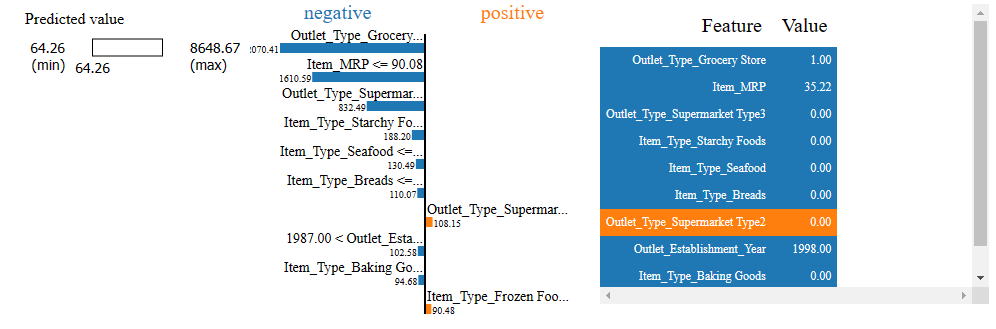 Predicted value
64.26
(min)
64.26
8648.67
(max)
negative
positive
Outlet_Type_Grocery...
2070.41
Item_MRP <= 90.08
1610.59
Outlet_Type_Supermar...
832.49
Item_Type_Starchy Fo...
188.20
Item_Type_Seafood <=...
130.49
Item_Type_Breads <=...
110.07
Outlet_Type_Supermar...
108.15
1987.00 < Outlet_Esta...
102.58
Item_Type_Baking Go...
94.68
Item_Type_Frozen Foo...
90.48
Feature Value
Outlet_Type_Grocery Store 1.00
Item_MRP 35.22
Outlet_Type_Supermarket Type3 0.00
Item_Type_Starchy Foods 0.00
Item_Type_Seafood 0.00
Item_Type_Breads 0.00
Outlet_Type_Supermarket Type2 0.00
Outlet_Establishment_Year 1998.00
Item_Type_Baking Goods 0.00